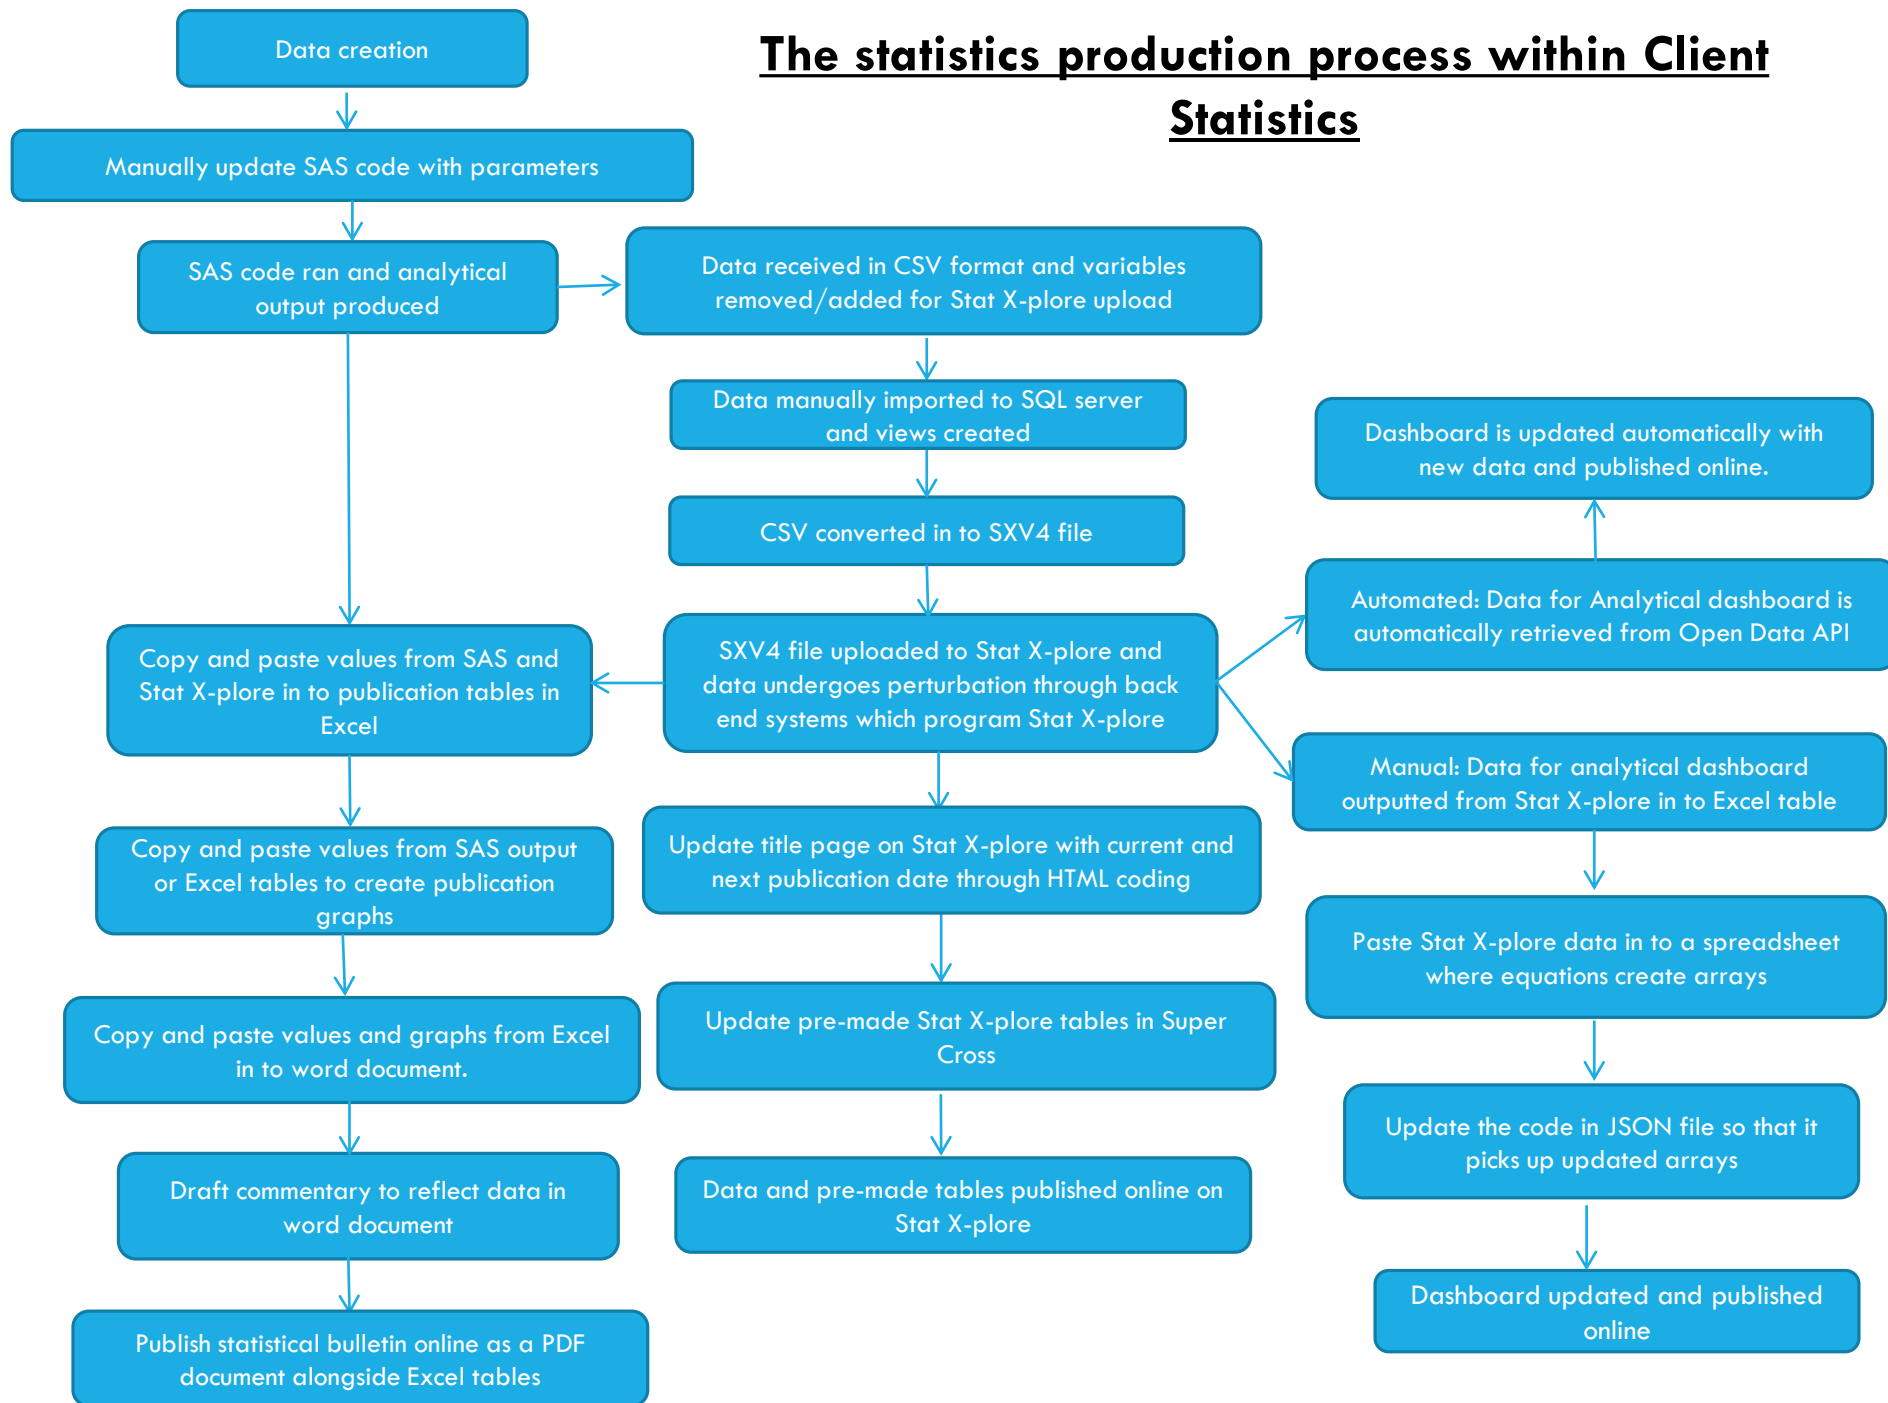 The statistics production process within Client
Statistics
Data creation
Manually update SAS code with parameters
SAS code ran and analytical
output produced
Data received in CSV format and variables
removed/added for Stat X-plore upload
Data manually imported to SQL server
and views created
CSV converted in to SXV4 file
SXV4 file uploaded to Stat X-plore and
data undergoes perturbation through back
end systems which program Stat X-plore
Copy and paste values from SAS and
Stat X-plore in to publication tables in
Excel
Copy and paste values from SAS output
or Excel tables to create publication
graphs
Copy and paste values and graphs from Excel
in to word document.
Draft commentary to reflect data in
word document
Publish statistical bulletin online as a PDF
document alongside Excel tables
Update title page on Stat X-plore with current and
next publication date through HTML coding
Update pre-made Stat X-plore tables in Super
Cross
Data and pre-made tables published online on
Stat X-plore
Dashboard is updated automatically with
new data and published online.
Automated: Data for Analytical dashboard is
automatically retrieved from Open Data API
Manual: Data for analytical dashboard
outputted from Stat X-plore in to Excel table
Paste Stat X-plore data in to a spreadsheet
where equations create arrays
Update the code in JSON file so that it
picks up updated arrays
Dashboard updated and published
online